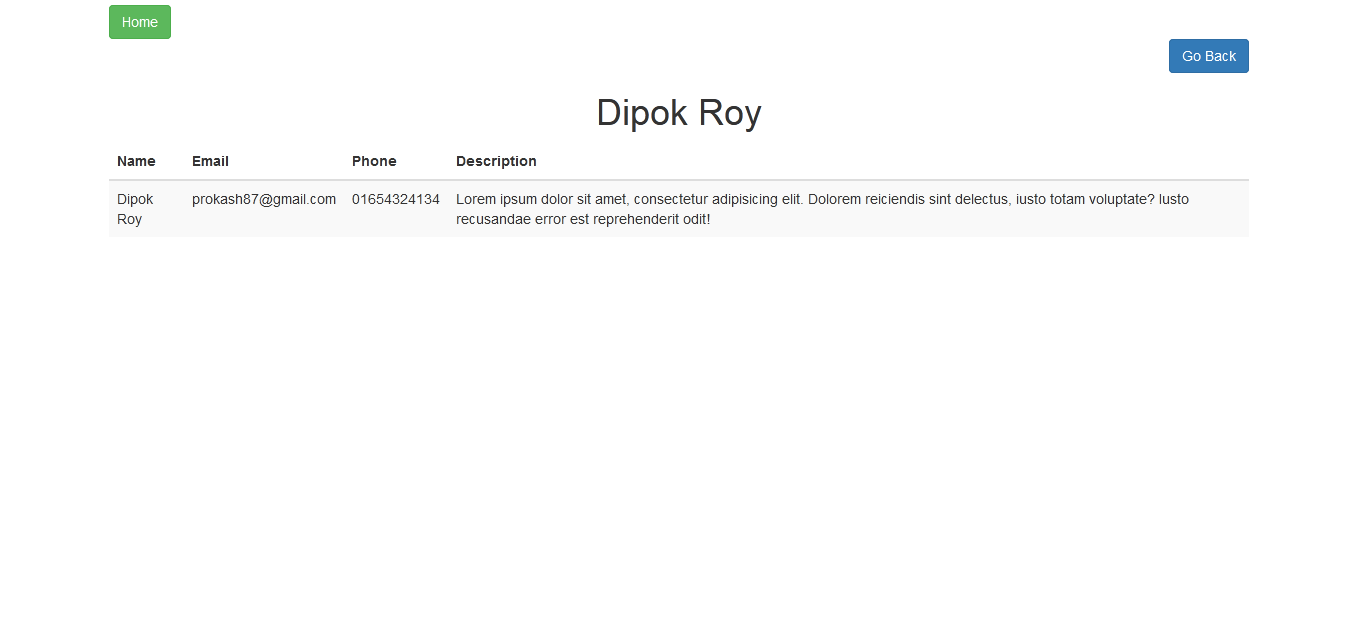 Home
Go Back
Dipok Roy
Name Email Phone Description
Dipok prokash87@gmail.com 01654324134 Lorem ipsum dolor sit amet, consectetur adipisicing elit. Dolorem reiciendis sint delectus, iusto totam voluptate? Iusto
Roy recusandae error est reprehenderit odit!